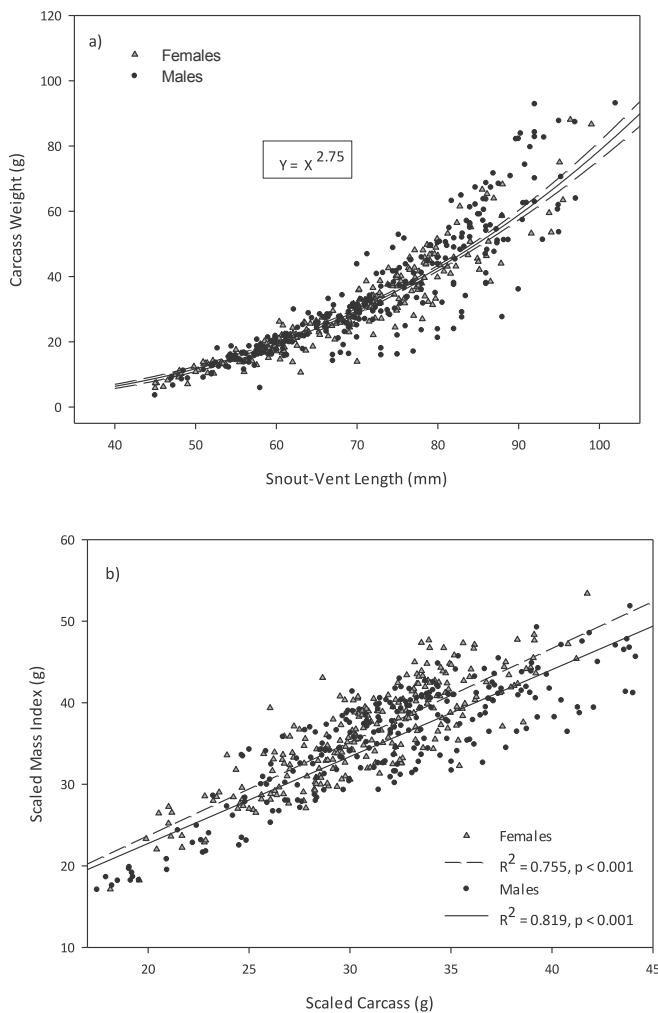 120
a)
Females
Males
100
80
Y = X 2.75
60
40
20
0
Carcass Weight (g)
40 50 60 70 80 90 100
Snout-Vent Length (mm)
60
b)
50
40
30
20
10
Scaled Mass Index (g)
Females
R² = 0.755, p < 0.001
Males
R² = 0.819, p < 0.001
20 25 30 35 40 45
Scaled Carcass (g)